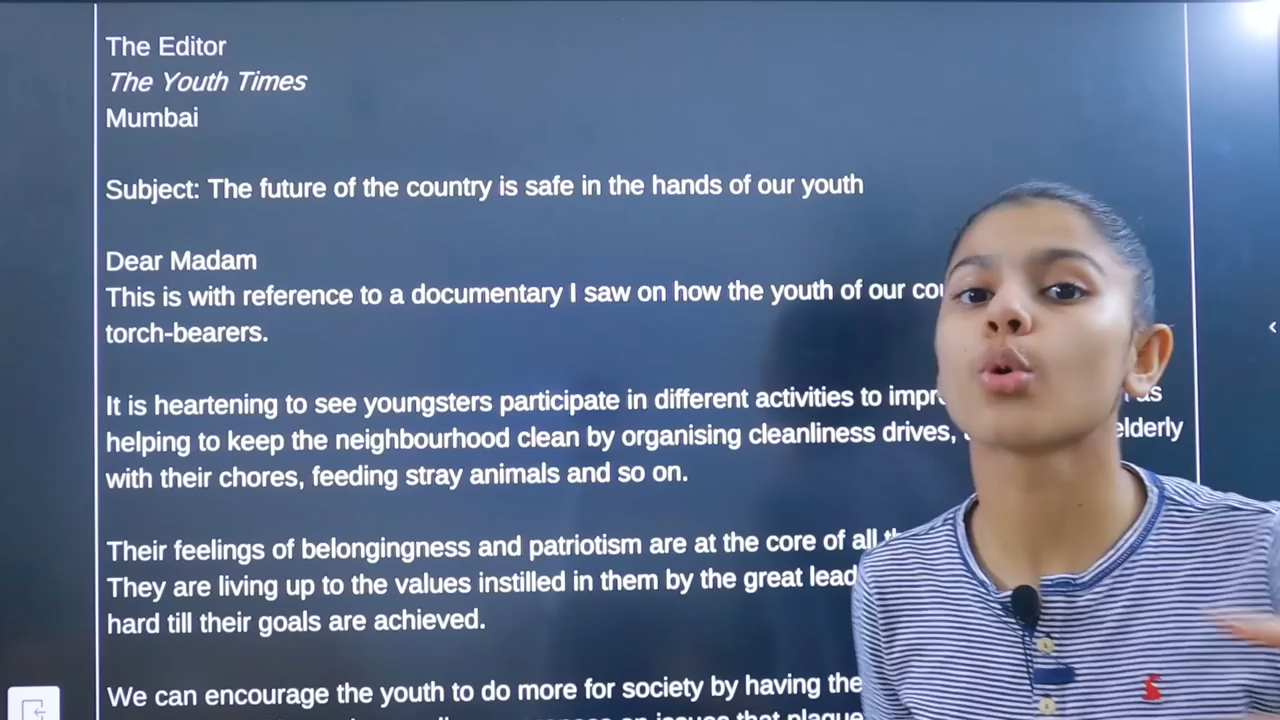 The Editor
The Youth Times
Mumbai
Subject: The future of the country is safe in the hands of our youth
Dear Madam
This is with reference to a documentary I saw on how the youth of our
torch-bearers.
It is heartening to see youngsters participate in different activities to as
helping to keep the neighbourhood clean by organising cleanliness drives, elderly
with their chores, feeding stray animals and so on.
Their feelings of belongingness and patriotism are at the core of all
They are living up to the values instilled in them by the great
hard till their goals are achieved.
We can encourage the youth to do more for society by having
issues that plague